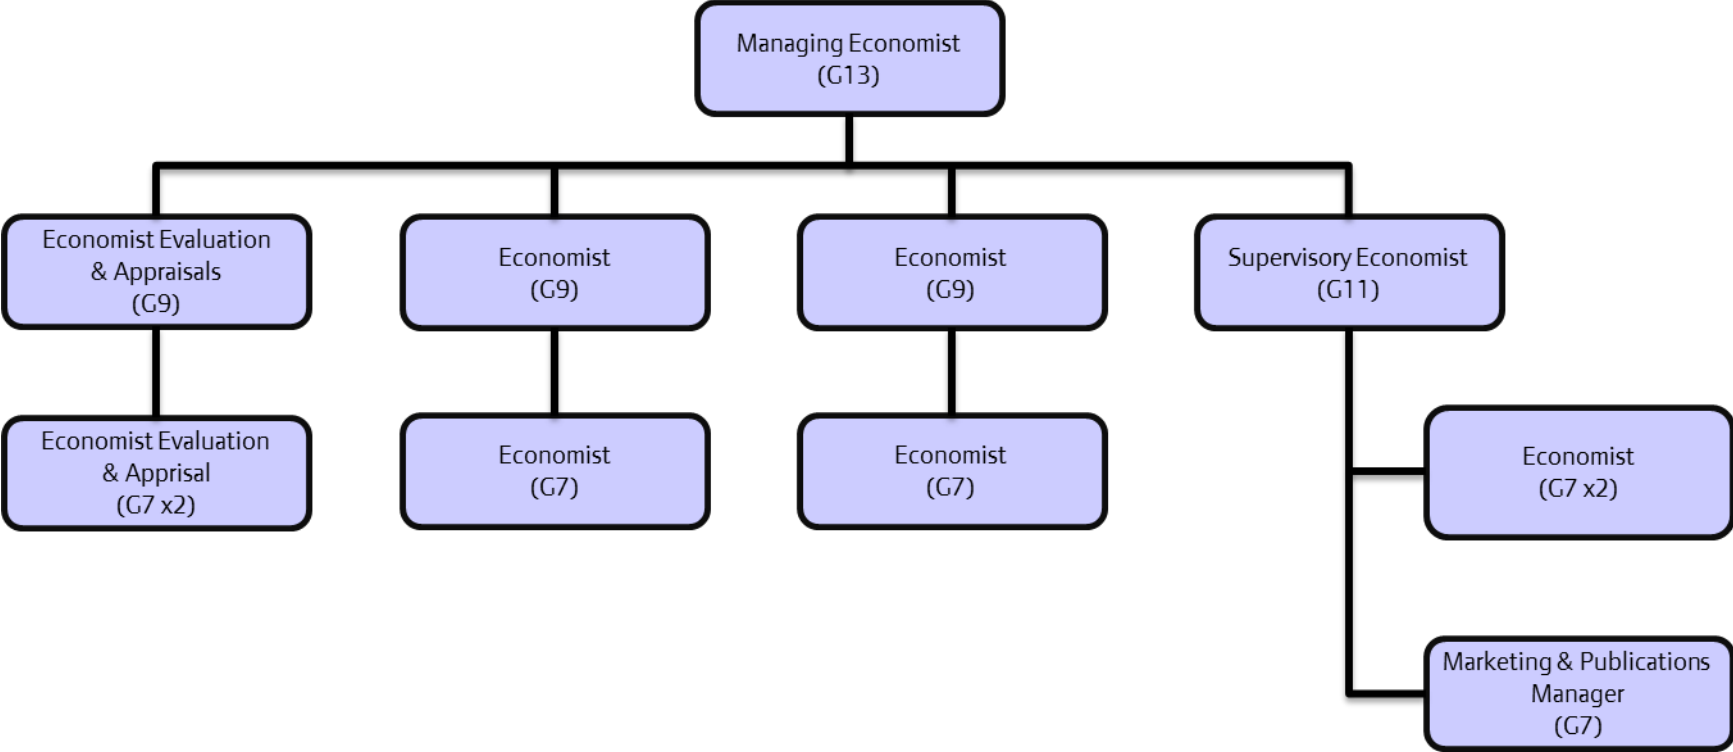 Managing Economist
(G13)
Economist Evaluation
& Appraisals
(G9)
Economist
(G9)
Economist
(G9)
Supervisory Economist
(G11)
Economist Evaluation
& Apprisal
(G7 x2)
Economist
(G7)
Economist
(G7)
Economist
(G7 x2)
Marketing & Publications
Manager
(G7)